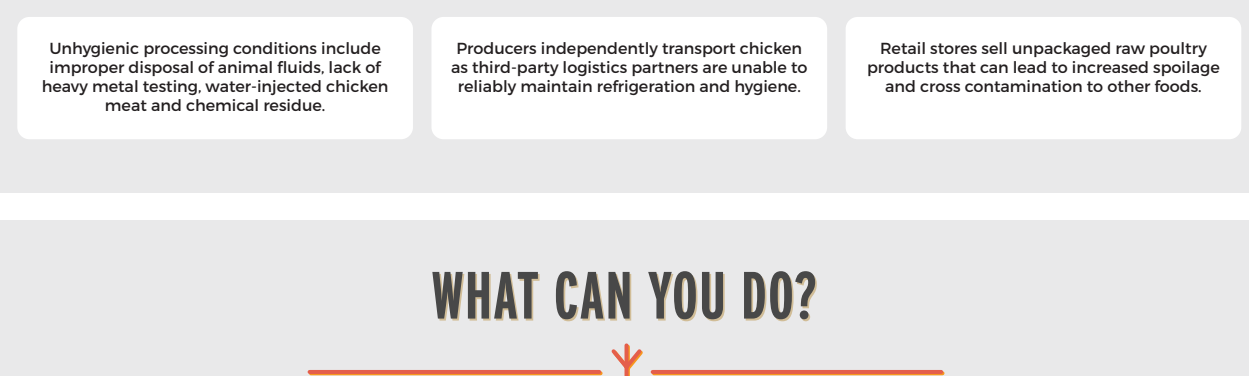 Unhygienic processing conditions include
improper disposal of animal fluids, lack of
heavy metal testing, water-injected chicken
meat and chemical residue.
Producers independently transport chicken
as third-party logistics partners are unable to
reliably maintain refrigeration and hygiene.
Retail stores sell unpackaged raw poultry
products that can lead to increased spoilage
and cross contamination to other foods.
WHAT CAN YOU DO?